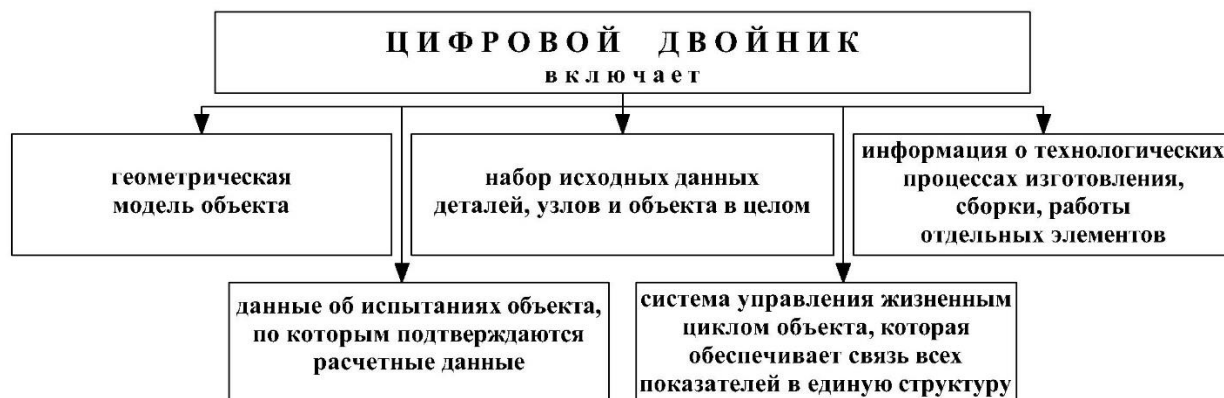 ЦИФРОВОЙ ДВОЙНИК
включает
геометрическая
модель объекта
набор исходных данных
деталей, узлов и объекта в целом
информация о технологических
процессах изготовления,
сборки, работы
отдельных элементов
данные об испытаниях объекта,
по которым подтверждаются
расчетные данные
система управления жизненным
циклом объекта, которая
обеспечивает связь всех
показателей в единую структуру